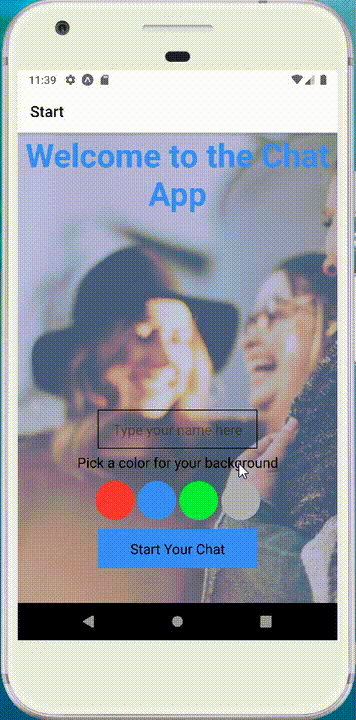 11:39
Start
Welcome to the Chat
App
Type your name here
Pick a color for your background
Start Your Chat